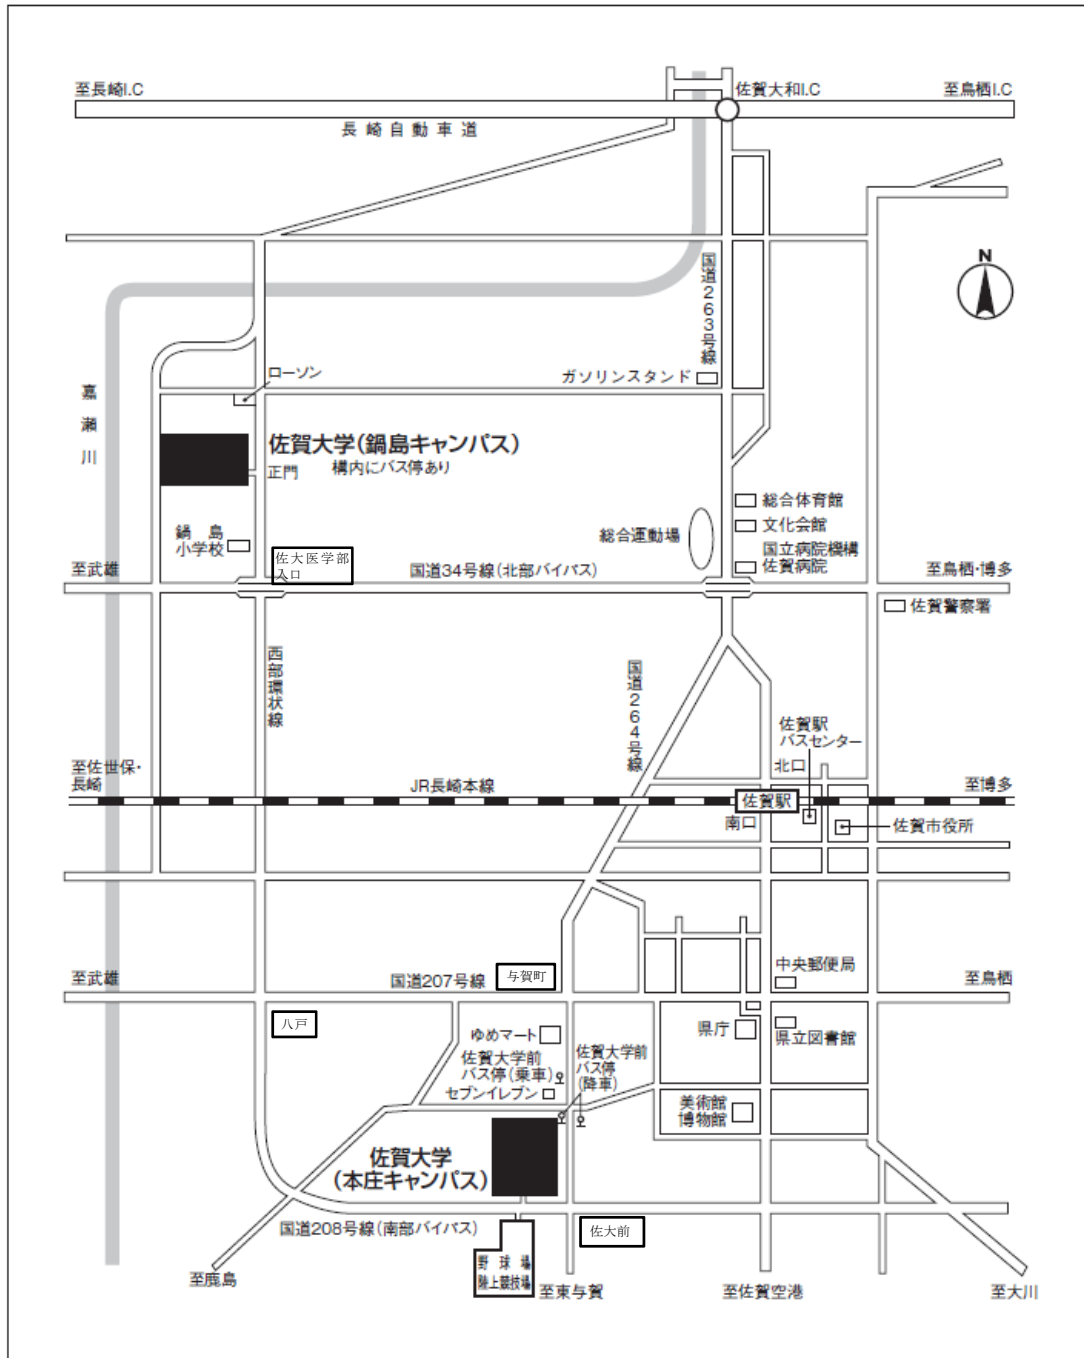 至長崎I.C
佐賀大和I.C
至鳥栖I.C
長崎自動車道
N
国道263号線
ローソン
ガソリンスタンド
嘉瀬川
佐賀大学(鍋島キャンパス)
正門
構内にバス停あり
総合体育館
文化会館
総合運動場
国立病院機構
佐賀病院
鍋島
小学校
佐大医学部
入口
至武雄
国道34号線(北部バイパス)
至鳥栖・博多
佐賀警察署
西部環状線
国道264号線
佐賀駅
バスセンター
北口
至佐世保・
長崎
JR長崎本線
佐賀駅
至博多
南口
佐賀市役所
中央郵便局
至武雄
国道207号線
与賀町
至鳥栖
八戸
ゆめマート
県庁
県立図書館
佐賀大学前
バス停(乗車)
佐賀大学前
バス停
(降車)
セブンイレブン
美術館
博物館
佐賀大学
(本庄キャンパス)
国道208号線(南部バイパス)
佐大前
野球場
陸上競技場
至鹿島
至東与賀
至佐賀空港
至大川